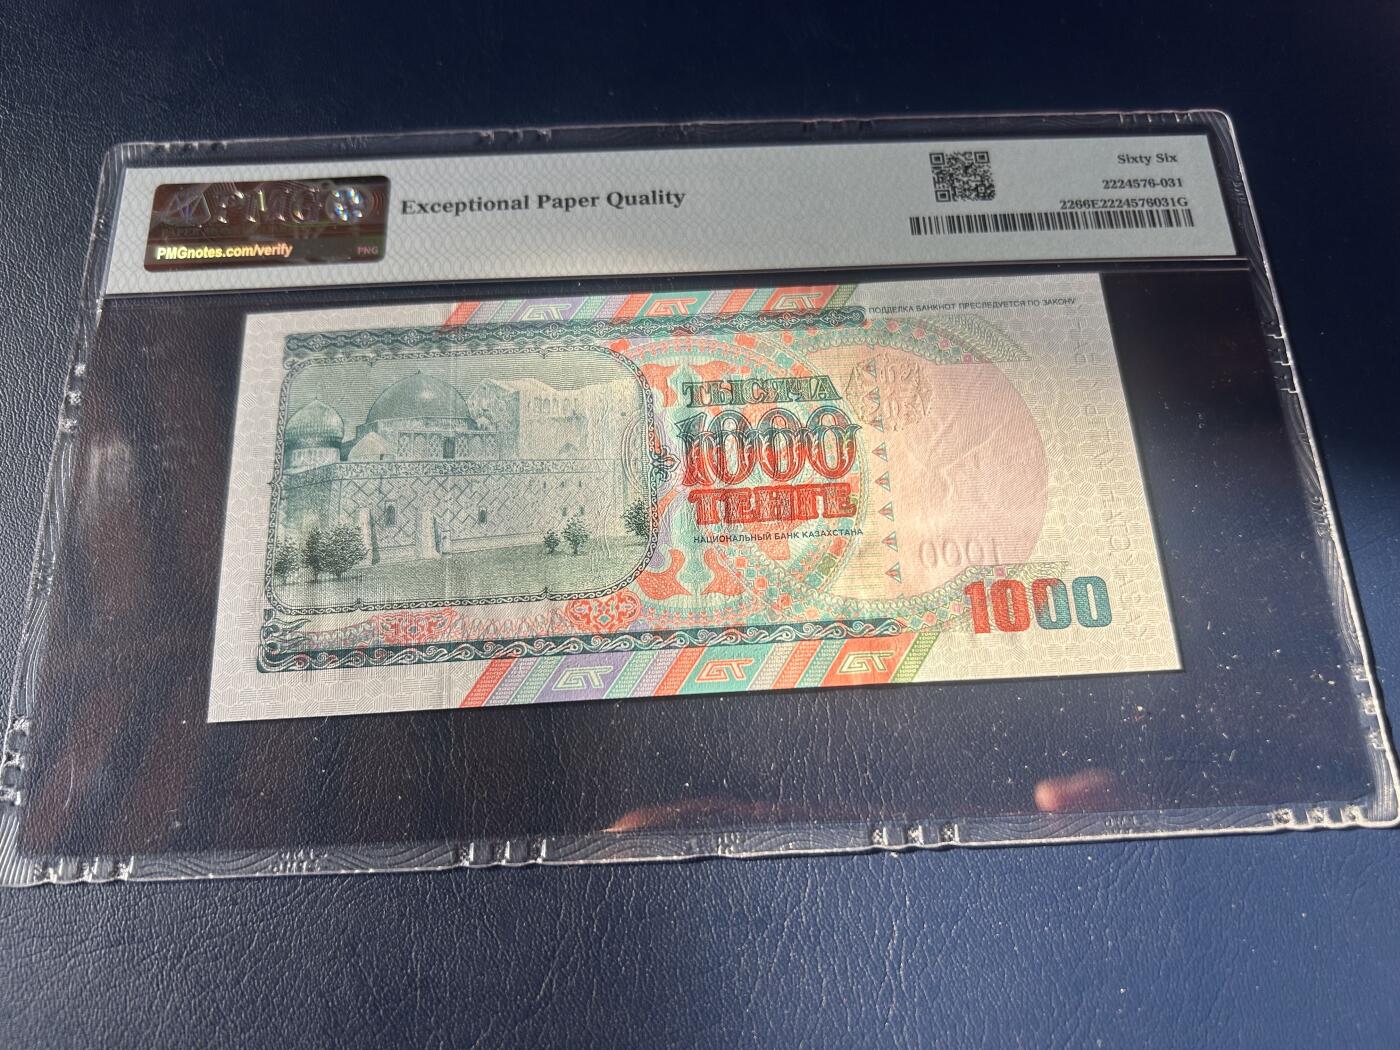 PMG
PMGnotes.com/verify
PNG
Exceptional Paper Quality
Sixty Six
2224576-031
2266E2224576031G
ПОДДЕЛКА БАНКНОТ ПРЕСЛЕДУЕТСЯ ПО ЗАКОНУ
ТЫСЯЧА
1000
ТЕНГЕ
НАЦИОНАЛЬНЫЙ БАНК КАЗАХСТАНА
1000